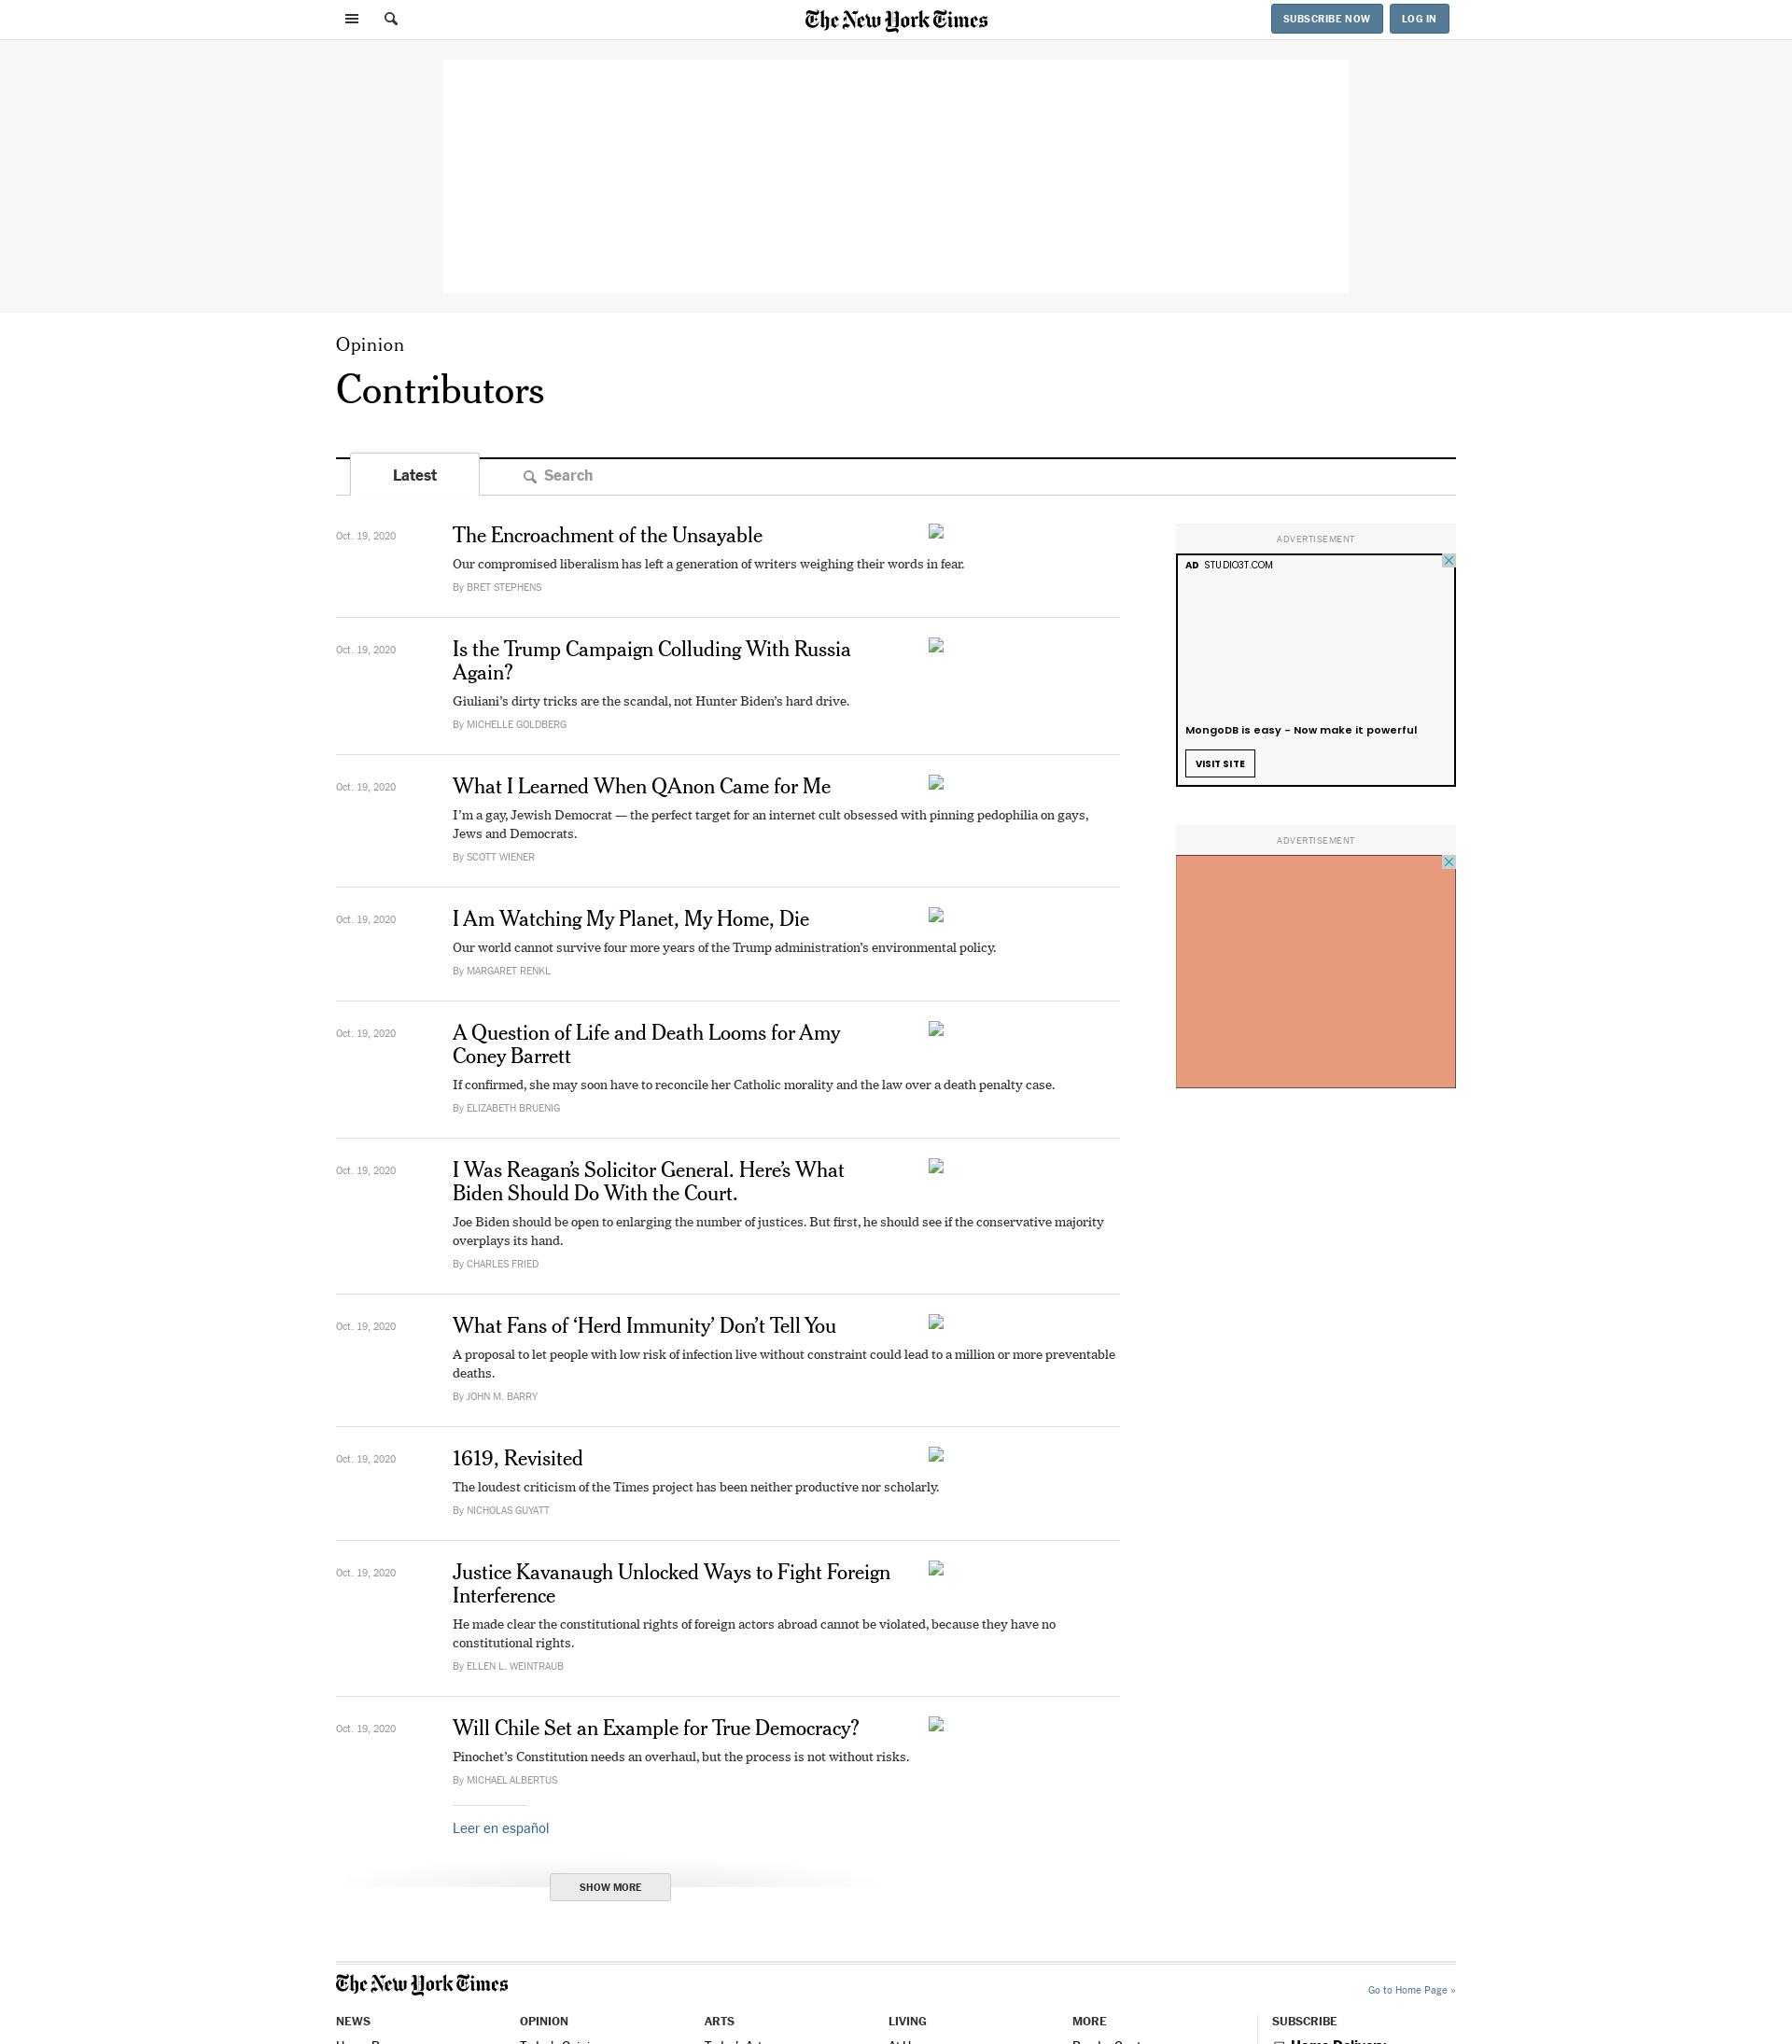 The New York Times
SUBSCRIBE NOW
LOG IN
Opinion
Contributors
Latest
Search
Oct. 19, 2020
The Encroachment of the Unsayable
Our compromised liberalism has left a generation of writers weighing their words in fear.
By BRET STEPHENS
Oct. 19, 2020
Is the Trump Campaign Colluding With Russia
Again?
Giuliani’s dirty tricks are the scandal, not Hunter Biden’s hard drive.
By MICHELLE GOLDBERG
Oct. 19, 2020
What I Learned When QAnon Came for Me
I’m a gay, Jewish Democrat — the perfect target for an internet cult obsessed with pinning pedophilia on gays,
Jews and Democrats.
By SCOTT WIENER
Oct. 19, 2020
I Am Watching My Planet, My Home, Die
Our world cannot survive four more years of the Trump administration’s environmental policy.
By MARGARET RENKL
Oct. 19, 2020
A Question of Life and Death Looms for Amy
Coney Barrett
If confirmed, she may soon have to reconcile her Catholic morality and the law over a death penalty case.
By ELIZABETH BRUENIG
Oct. 19, 2020
I Was Reagan’s Solicitor General. Here’s What
Biden Should Do With the Court.
Joe Biden should be open to enlarging the number of justices. But first, he should see if the conservative majority
overplays its hand.
By CHARLES FRIED
Oct. 19, 2020
What Fans of ‘Herd Immunity’ Don’t Tell You
A proposal to let people with low risk of infection live without constraint could lead to a million or more preventable
deaths.
By JOHN M. BARRY
Oct. 19, 2020
1619, Revisited
The loudest criticism of the Times project has been neither productive nor scholarly.
By NICHOLAS GUYATT
Oct. 19, 2020
Justice Kavanaugh Unlocked Ways to Fight Foreign
Interference
He made clear the constitutional rights of foreign actors abroad cannot be violated, because they have no
constitutional rights.
By ELLEN L. WEINTRAUB
Oct. 19, 2020
Will Chile Set an Example for True Democracy?
Pinochet’s Constitution needs an overhaul, but the process is not without risks.
By MICHAEL ALBERTUS
Leer en español
SHOW MORE
ADVERTISEMENT
AD STUDIO3T.COM
MongoDB is easy - Now make it powerful
VISIT SITE
ADVERTISEMENT
The New York Times
Go to Home Page »
NEWS
OPINION
ARTS
LIVING
MORE
SUBSCRIBE